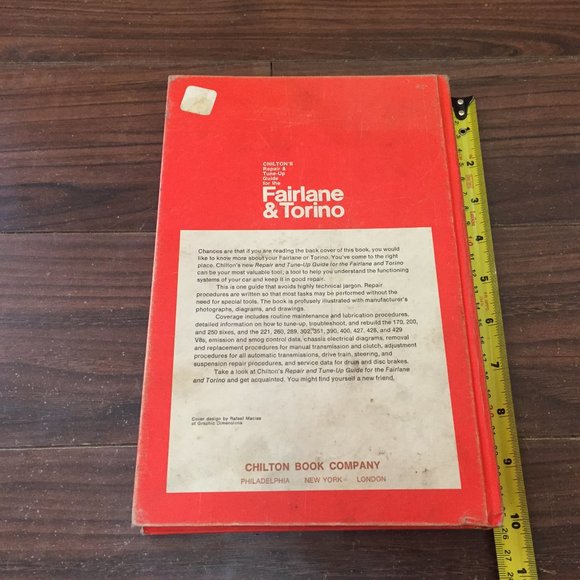 CHILTON'S
Repair &
Tune-Up
Guide
for the
Fairlane
& Torino
Chances are that if you are reading the back cover of this book, you would
like to know more about your Fairlane or Torino. You've come to the right
place. Chilton's new Repair and Tune-Up Guide for the Fairlane and Torino
can be your most valuable tool, a tool to help you understand the functioning
systems of your car and keep it in good repair.
This is one guide that avoids highly technical jargon. Repair
procedures are written so that most tasks may be performed without the
need for special tools. The book is profusely illustrated with manufacturer's
photographs, diagrams, and drawings.
Coverage includes routine maintenance and lubrication procedures,
detailed information on how to tune-up, troubleshoot, and rebuild the 170, 200,
and 250 sixes, and the 221, 260, 289, 302, 351, 390, 400, 427, 428, and 429
V8s, emission and smog control data, chassis electrical diagrams, removal
and replacement procedures for manual transmission and clutch, adjustment
procedures for all automatic transmissions, drive train, steering, and
suspension repair procedures, and service data for drum and disc brakes.
Take a look at Chilton's Repair and Tune-Up Guide for the Fairlane
and Torino and get acquainted. You might find yourself a new friend.
Cover design by Rafael Macias
of Graphic Dimensions
CHILTON BOOK COMPANY
PHILADELPHIA NEW YORK LONDON
2
3
4
5
6
7
8
9
10